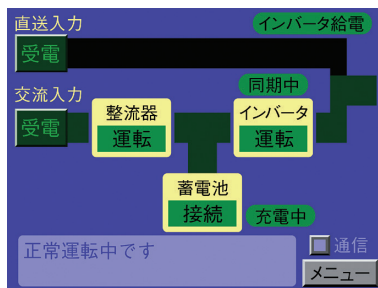 直送入力
インバータ給電
受電
交流入力
同期中
受電
整流器
運転
インバータ
運転
蓄電池
接続
充電中
正常運転中です
通信
メニュー